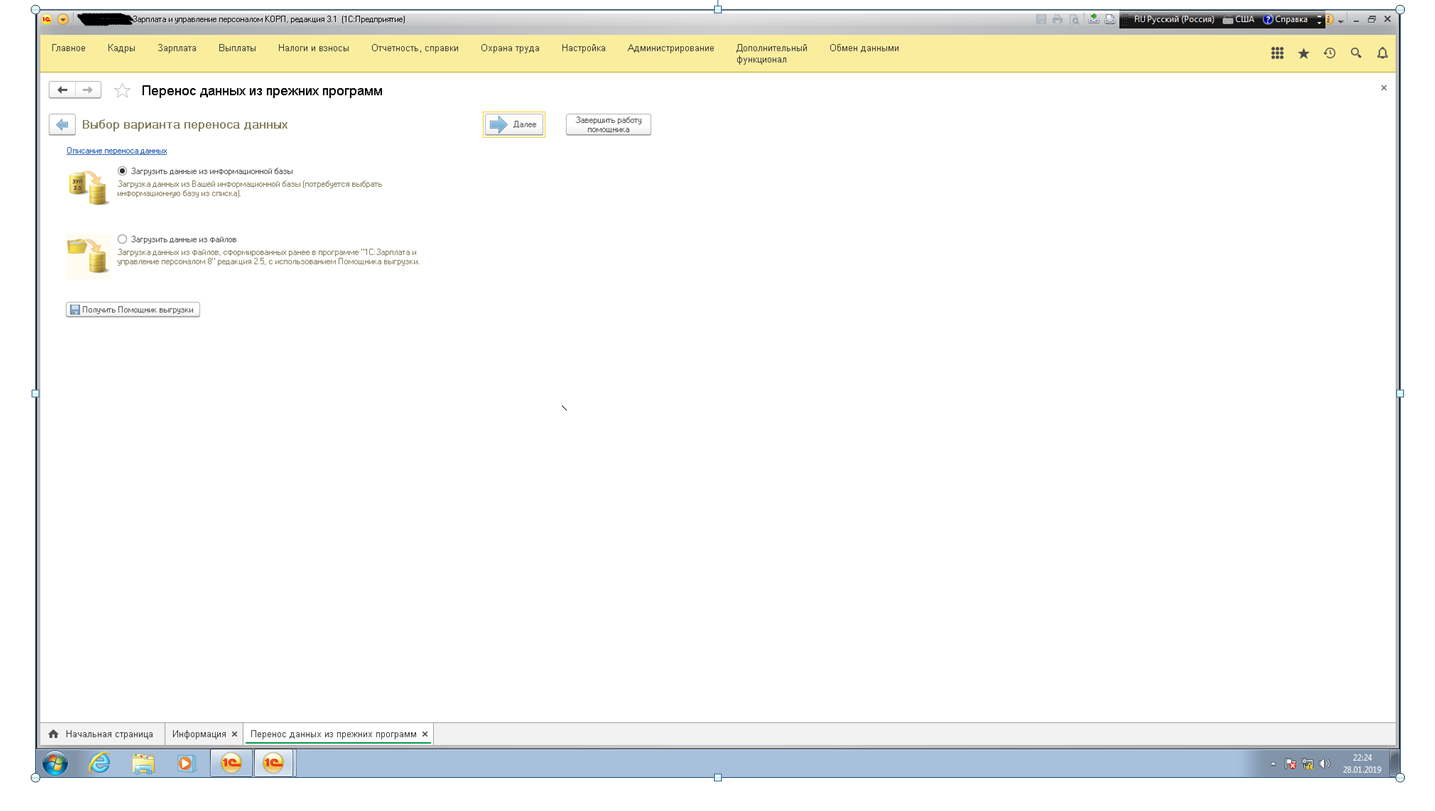 Зарплата и управление персоналом КОРП, редакция 3.1 (1С:Предприятие)
RU Русский (Россия) США Справка
Главное Кадры Зарплата Выплаты Налоги и взносы Отчетность, справки Охрана труда Настройка Администрирование Дополнительный функционал Обмен данными
Перенос данных из прежних программ
Выбор варианта переноса данных
Далее
Завершить работу
помощника
Описание переноса данных
ЗУП
2.5
Загрузить данные из информационной базы
Загрузка данных из Вашей информационной базы (потребуется выбрать
информационную базу из списка).
Загрузить данные из файлов
Загрузка данных из файлов, сформированных ранее в программе "1С:Зарплата и
управление персоналом 8" редакция 2.5, с использованием Помощника выгрузки.
Получить Помощник выгрузки
Начальная страница Информация Перенос данных из прежних программ
22:24
28.01.2019